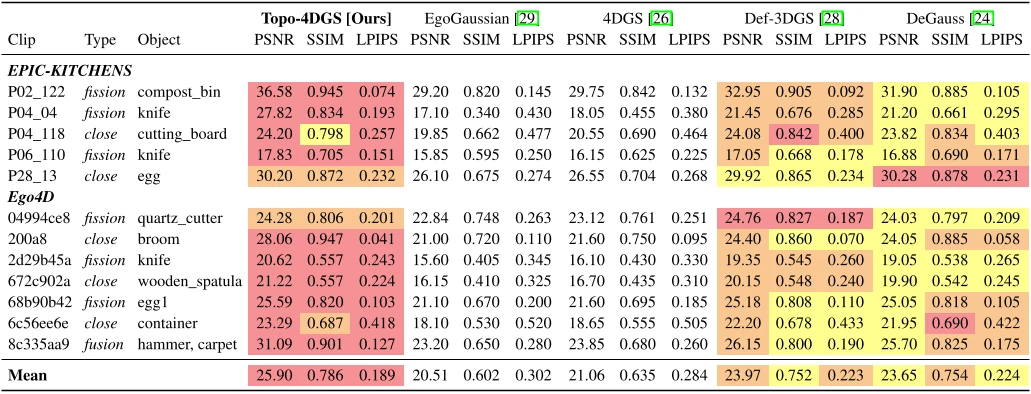 Topo-4DGS [Ours] EgoGaussian [29] 4DGS [26] Def-3DGS [28] DeGauss [24]
Clip Type Object PSNR SSIM LPIPS PSNR SSIM LPIPS PSNR SSIM LPIPS PSNR SSIM LPIPS PSNR SSIM LPIPS
EPIC-KITCHENS
P02_122 fission compost_bin 36.58 0.945 0.074 29.20 0.820 0.145 29.75 0.842 0.132 32.95 0.905 0.092 31.90 0.885 0.105
P04_04 fission knife 27.82 0.834 0.193 17.10 0.340 0.430 18.05 0.455 0.380 21.45 0.676 0.285 21.20 0.661 0.295
P04_118 close cutting_board 24.20 0.798 0.257 19.85 0.662 0.477 20.55 0.690 0.464 24.08 0.842 0.400 23.82 0.834 0.403
P06_110 fission knife 17.83 0.705 0.151 15.85 0.595 0.250 16.15 0.625 0.225 17.05 0.668 0.178 16.88 0.690 0.171
P28_13 close egg 30.20 0.872 0.232 26.10 0.675 0.274 26.55 0.704 0.268 29.92 0.865 0.234 30.28 0.878 0.231
Ego4D
04994ce8 fission quartz_cutter 24.28 0.806 0.201 22.84 0.748 0.263 23.12 0.761 0.251 24.76 0.827 0.187 24.03 0.797 0.209
200a8 close broom 28.06 0.947 0.041 21.00 0.720 0.110 21.60 0.750 0.095 24.40 0.860 0.070 24.05 0.885 0.058
2d29b45a fission knife 20.62 0.557 0.243 15.60 0.405 0.345 16.10 0.430 0.330 19.35 0.545 0.260 19.05 0.538 0.265
672c902a close wooden_spatula 21.22 0.557 0.224 16.15 0.410 0.325 16.70 0.435 0.310 20.15 0.548 0.240 19.90 0.542 0.245
68b90b42 fission egg1 25.59 0.820 0.103 21.10 0.670 0.200 21.60 0.695 0.185 25.18 0.808 0.110 25.05 0.818 0.105
6c56ee6e close container 23.29 0.687 0.418 18.10 0.530 0.520 18.65 0.555 0.505 22.20 0.678 0.433 21.95 0.690 0.422
8c335aa9 fusion hammer, carpet 31.09 0.901 0.127 23.20 0.650 0.280 23.85 0.680 0.260 26.15 0.800 0.190 25.70 0.825 0.175
Mean 25.90 0.786 0.189 20.51 0.602 0.302 21.06 0.635 0.284 23.97 0.752 0.223 23.65 0.754 0.224